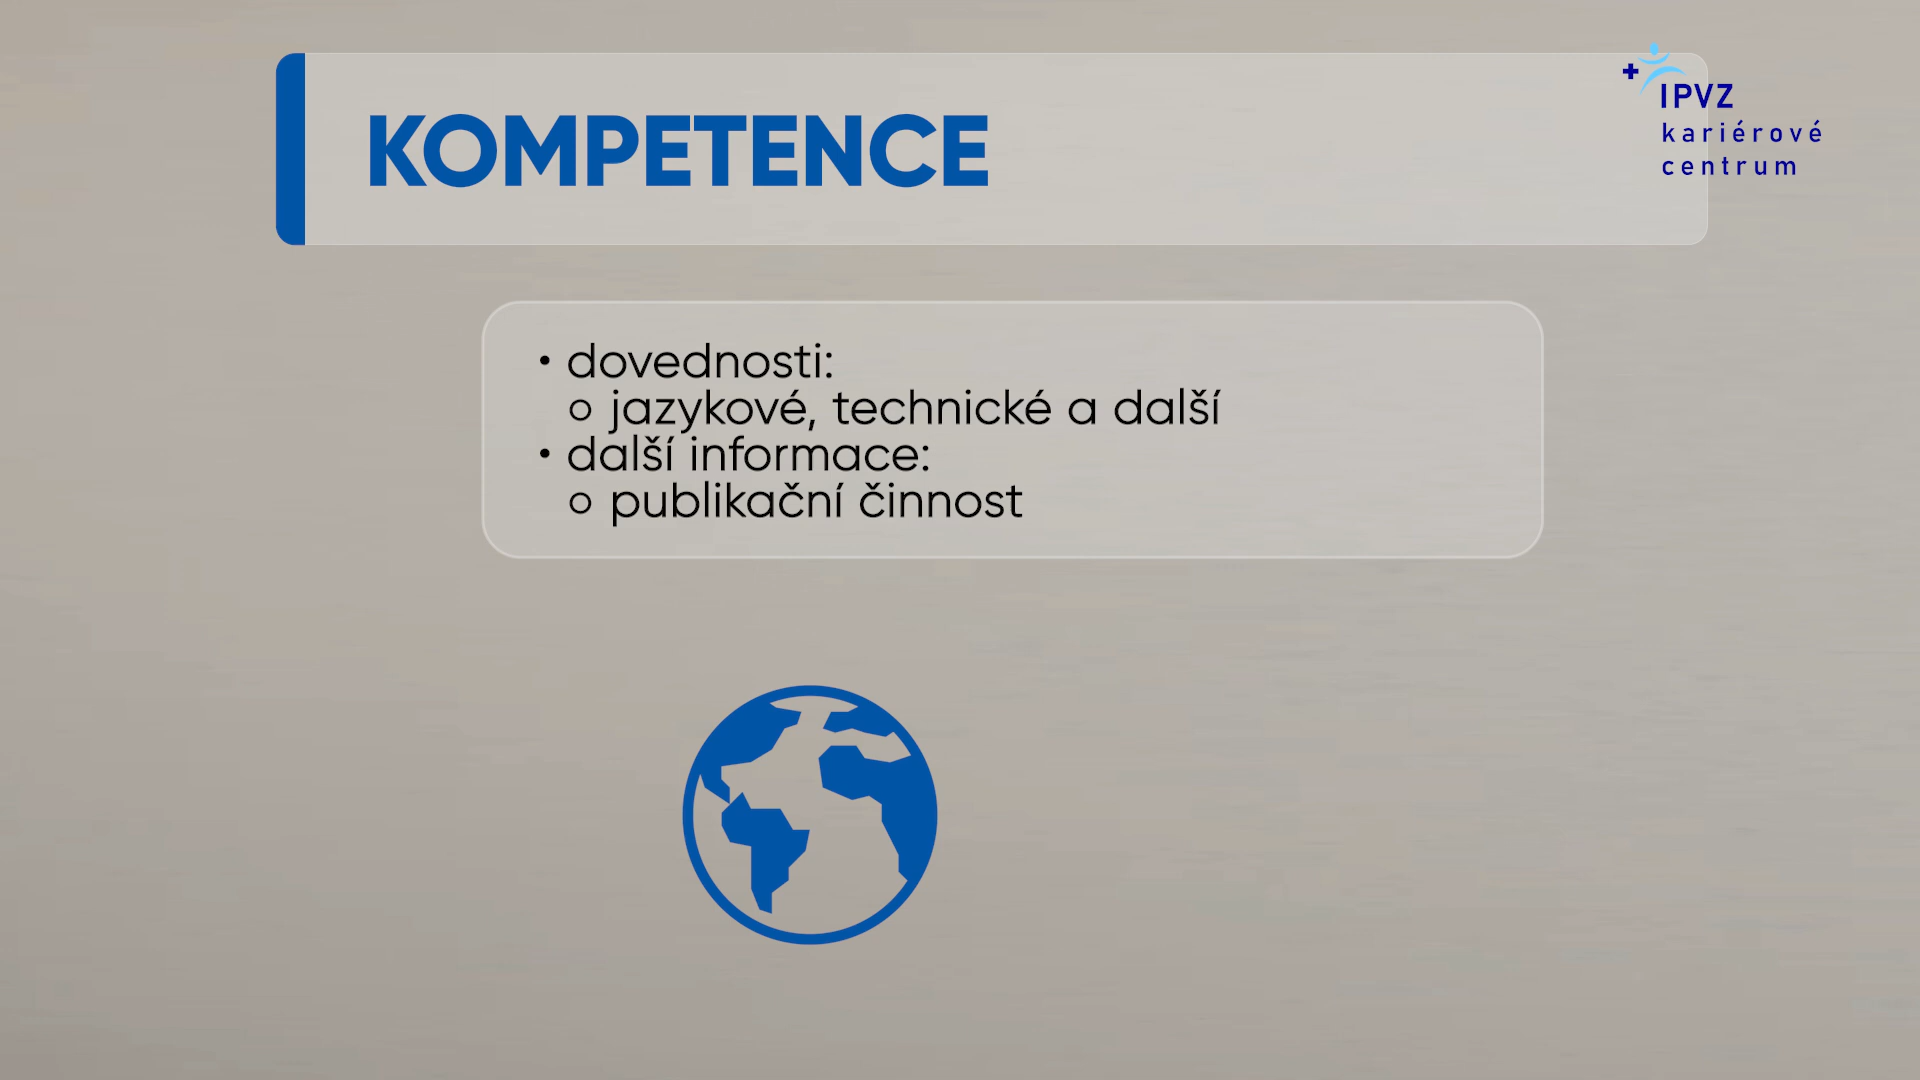 KOMPETENCE
IPVZ
kariérové
centrum
• dovednosti:
○ jazykové, technické a další
• další informace:
○ publikační činnost